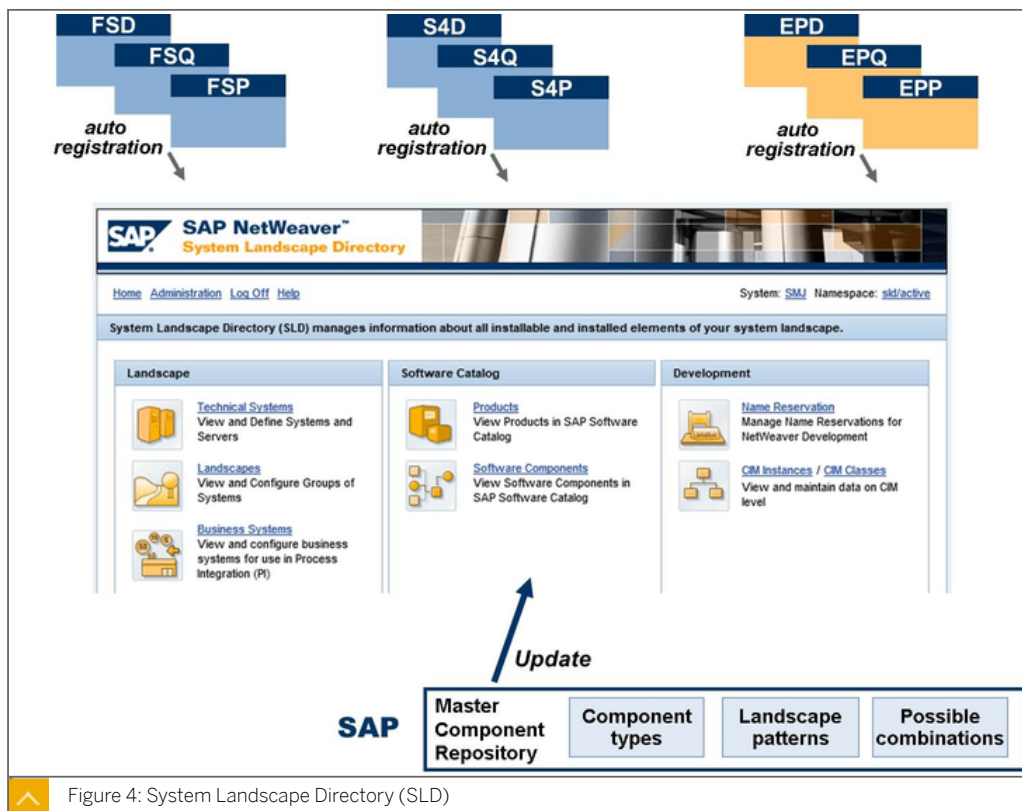 FSD
FSQ
FSP
auto
registration
S4D
S4Q
S4P
auto
registration
EPD
EPQ
EPP
auto
registration
SAP
SAP NetWeaver™
System Landscape Directory
Home Administration Log Off Help
System: SMJ Namespace: sld/active
System Landscape Directory (SLD) manages information about all installable and installed elements of your system landscape.
Landscape
Technical Systems
View and Define Systems and
Servers
Landscapes
View and Configure Groups of
Systems
Business Systems
View and configure business
systems for use in Process
Integration (PI)
Software Catalog
Products
View Products in SAP Software
Catalog
Software Components
View Software Components in
SAP Software Catalog
Development
Name Reservation
Manage Name Reservations for
NetWeaver Development
CIM Instances / CIM Classes
View and maintain data on CIM
level
Update
SAP
Master
Component
Repository
Component
types
Landscape
patterns
Possible
combinations
Figure 4: System Landscape Directory (SLD)